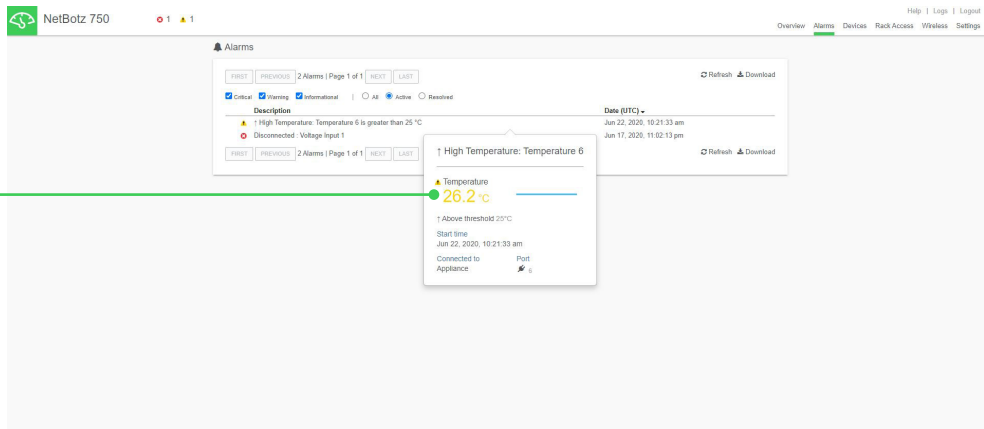 Help | Logs | Logout
NetBotz 750 1 1
Overview Alarms Devices Rack Access Wireless Settings
Alarms
FIRST PREVIOUS 2 Alarms | Page 1 of 1 NEXT LAST Refresh Download
Critical Warning Informational | All Active Resolved
Description Date (UTC)
↑ High Temperature: Temperature 6 is greater than 25 °C Jun 22, 2020, 10:21:33 am
Disconnected : Voltage Input 1 Jun 17, 2020, 11:02:13 pm
FIRST PREVIOUS 2 Alarms | Page 1 of 1 NEXT LAST Refresh Download
↑ High Temperature: Temperature 6
Temperature
26.2 °C
↑ Above threshold 25°C
Start time
Jun 22, 2020, 10:21:33 am
Connected to Port
Appliance 6